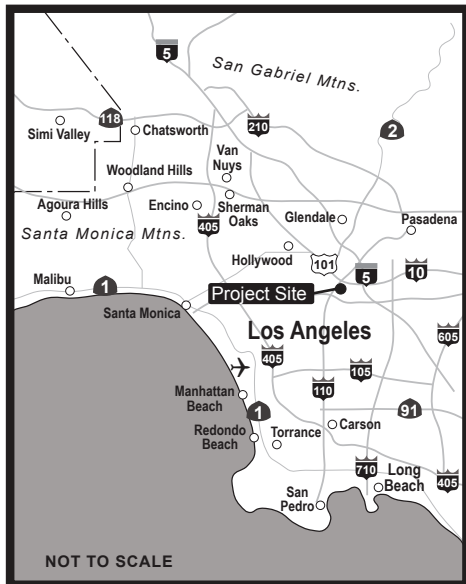 5
San Gabriel Mtns.
118
Simi Valley
Chatsworth
210
2
Van
Nuys
Woodland Hills
Agoura Hills
Encino
Sherman
Oaks
405
Glendale
Pasadena
Santa Monica Mtns.
Hollywood
101
5
10
Malibu
1
Project Site
Santa Monica
Los Angeles
605
405
105
110
Manhattan
Beach
1
91
Redondo
Beach
Torrance
Carson
710
Long
Beach
405
San
Pedro
NOT TO SCALE